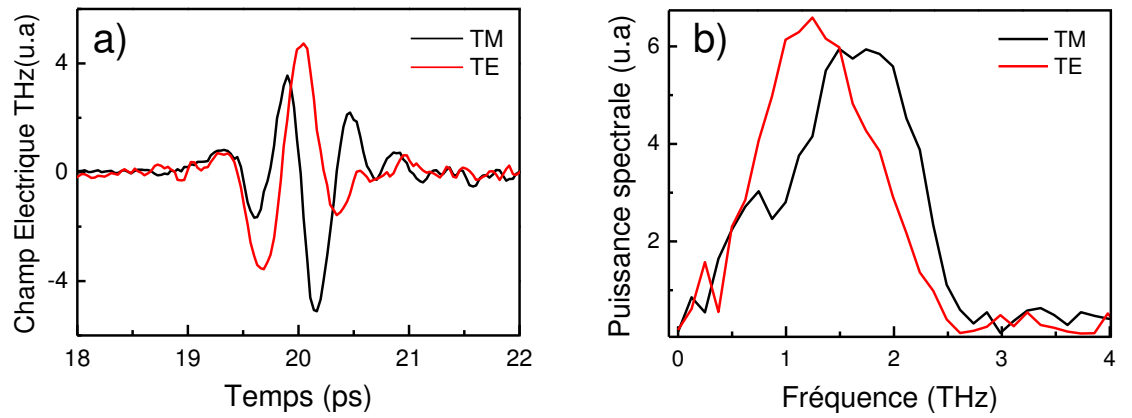 a)
TM
TE
Champ Electrique THz(u.a)
4
0
-4
18
19
20
21
22
Temps (ps)
b)
TM
TE
Puissance spectrale (u.a)
6
4
2
0
1
2
3
4
Fréquence (THz)